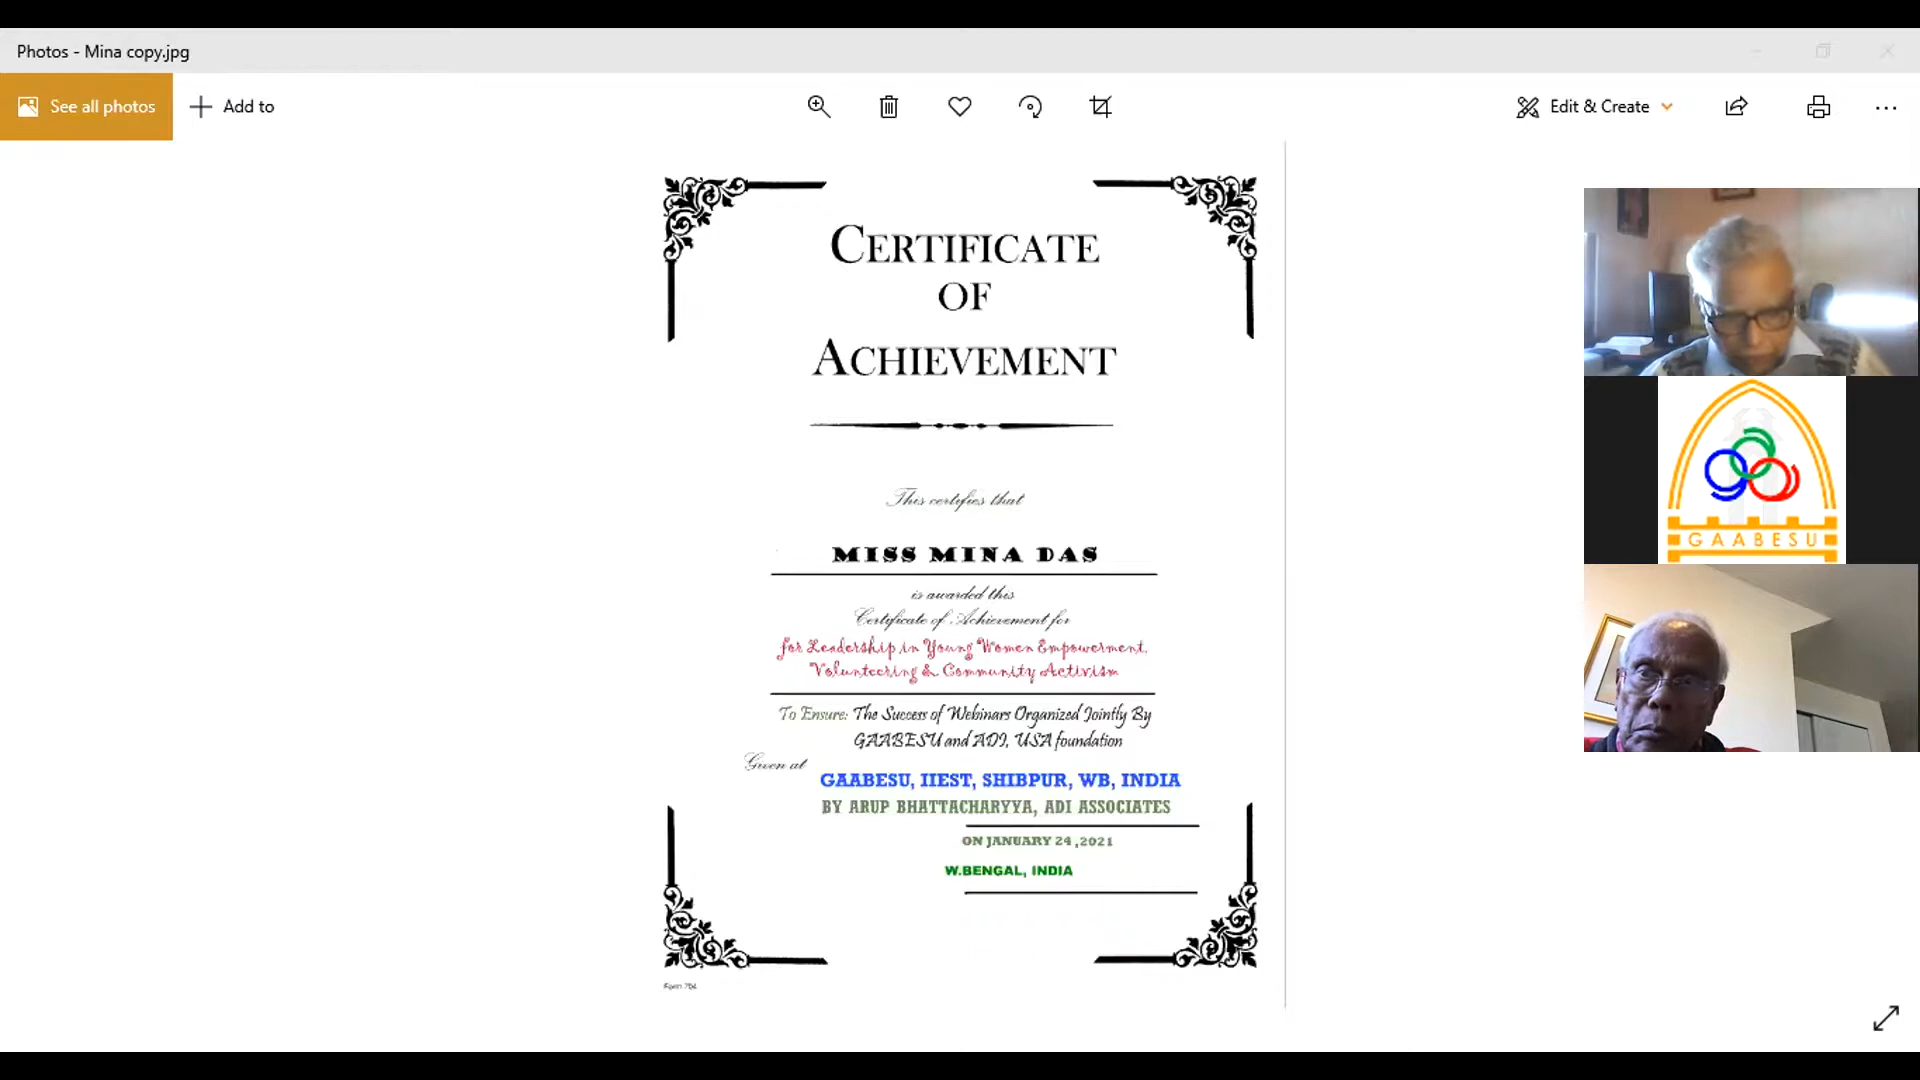 Photos - Mina copy.jpg
See all photos
Add to
Edit & Create
CERTIFICATE
OF
ACHIEVEMENT
This certifies that
MISS MINA DAS
is awarded this
Certificate of Achievement for
for Leadership in Young Women Empowerment,
Volunteering & Community Activism
To Ensure: The Success of Webinars Organized Jointly By
GAABESU and ADI, USA foundation
Given at
GAABESU, IIEST, SHIBPUR, WB, INDIA
BY ARUP BHATTACHARYYA, ADI ASSOCIATES
ON JANUARY 24 ,2021
W.BENGAL, INDIA
Form 704
GAABESU